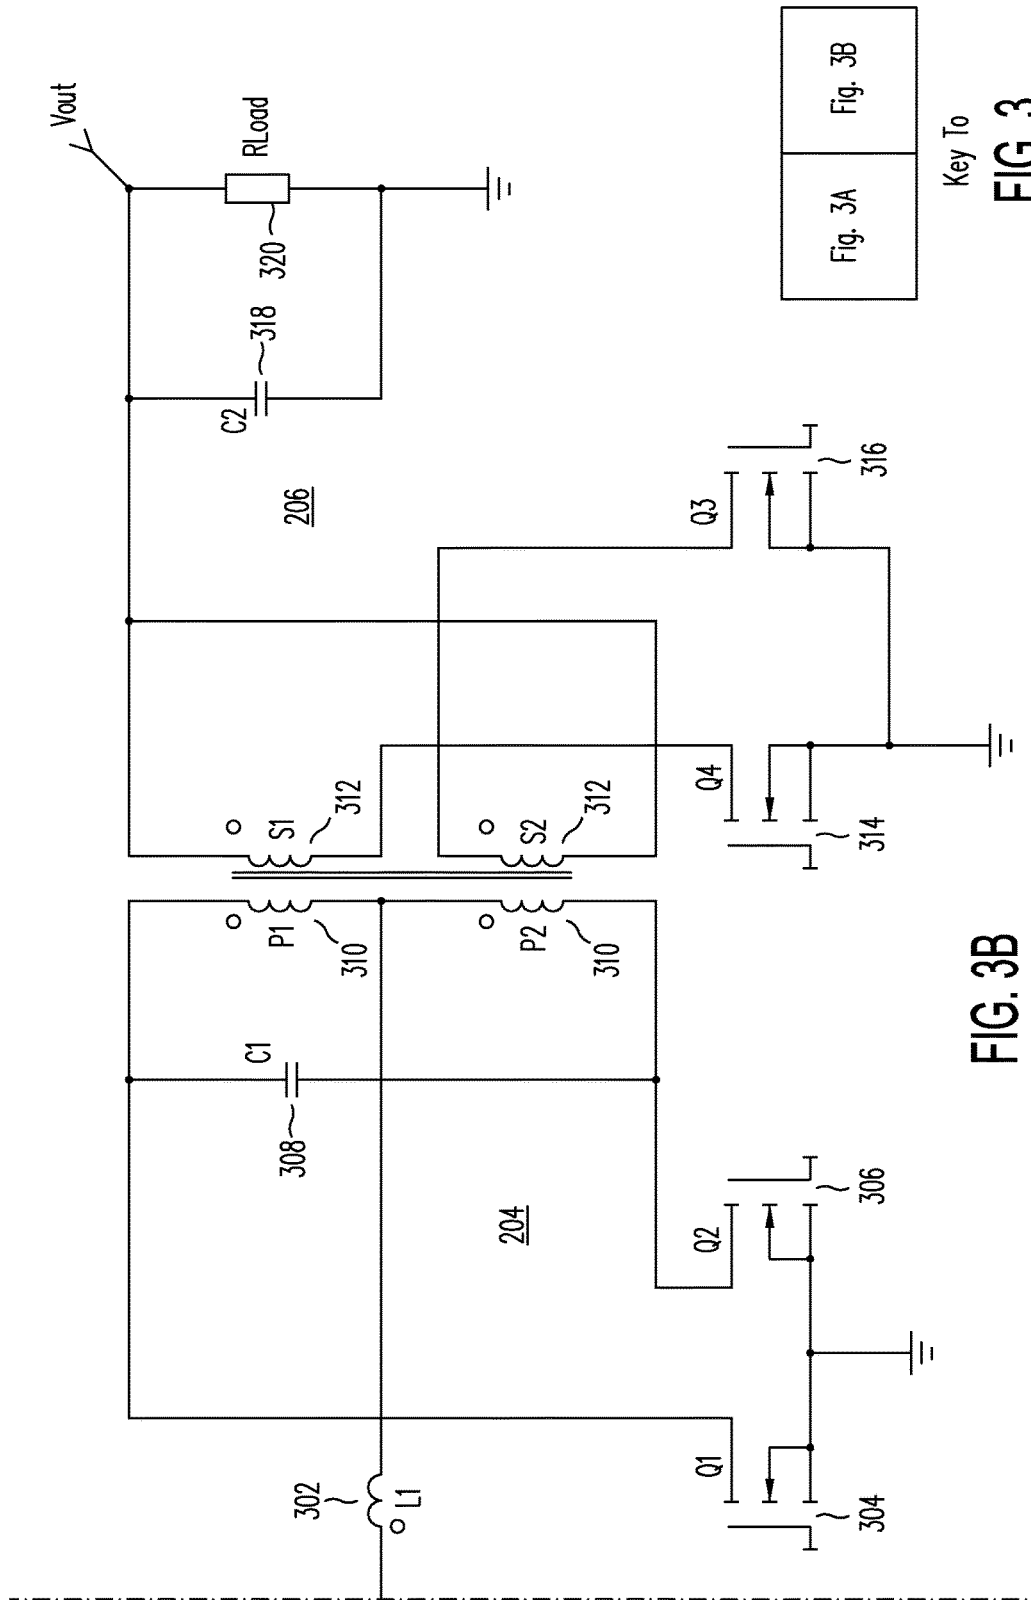 Vout
RLoad
320
318
C2
206
Q3
316
S1
312
S2
312
Q4
314
P1
310
P2
310
C1
308
204
Q2
306
302
L1
Q1
304
Fig. 3A
Fig. 3B
Key To
FIG. 3
FIG. 3B